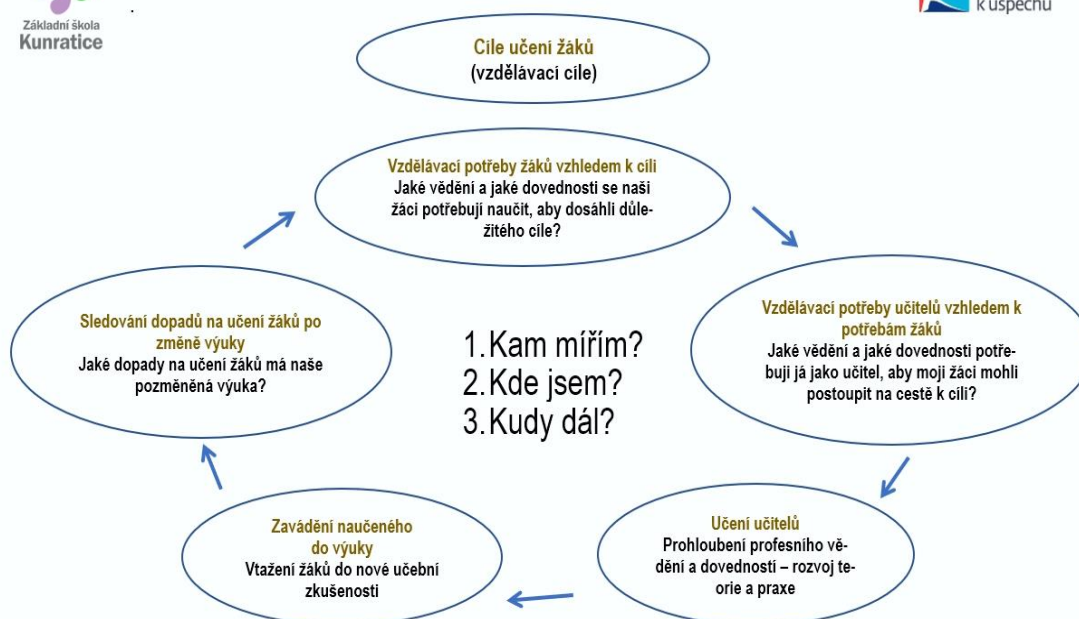 Základní škola
Kunratice
k úspěchu
Cíle učení žáků
(vzdělávací cíle)
Vzdělávací potřeby žáků vzhledem k cíli
Jaké vědění a jaké dovednosti se naši
žáci potřebují naučit, aby dosáhli důle-
žitého cíle?
Sledování dopadů na učení žáků po
změně výuky
Jaké dopady na učení žáků má naše
pozměněná výuka?
1. Kam mířím?
2. Kde jsem?
3. Kudy dál?
Vzdělávací potřeby učitelů vzhledem k
potřebám žáků
Jaké vědění a jaké dovednosti potře-
buji já jako učitel, aby moji žáci mohli
postoupit na cestě k cíli?
Zavádění naučeného
do výuky
Vtažení žáků do nové učební
zkušenosti
Učení učitelů
Prohloubení profesního vě-
dění a dovedností – rozvoj te-
orie a praxe